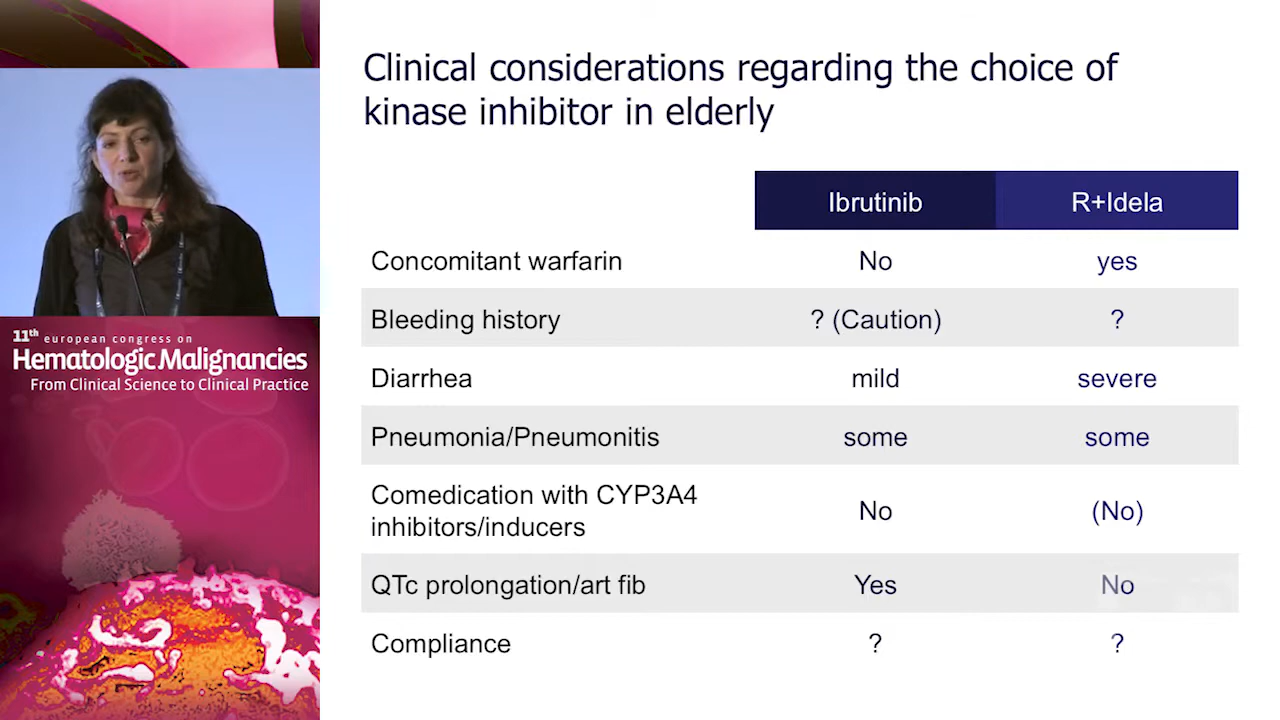 Clinical considerations regarding the choice of
kinase inhibitor in elderly
Ibrutinib R+Idela
Concomitant warfarin No yes
Bleeding history ? (Caution) ?
Diarrhea mild severe
Pneumonia/Pneumonitis some some
Comedication with CYP3A4
inhibitors/inducers No (No)
QTc prolongation/art fib Yes No
Compliance ? ?
11th european congress on
Hematologic Malignancies
From Clinical Science to Clinical Practice